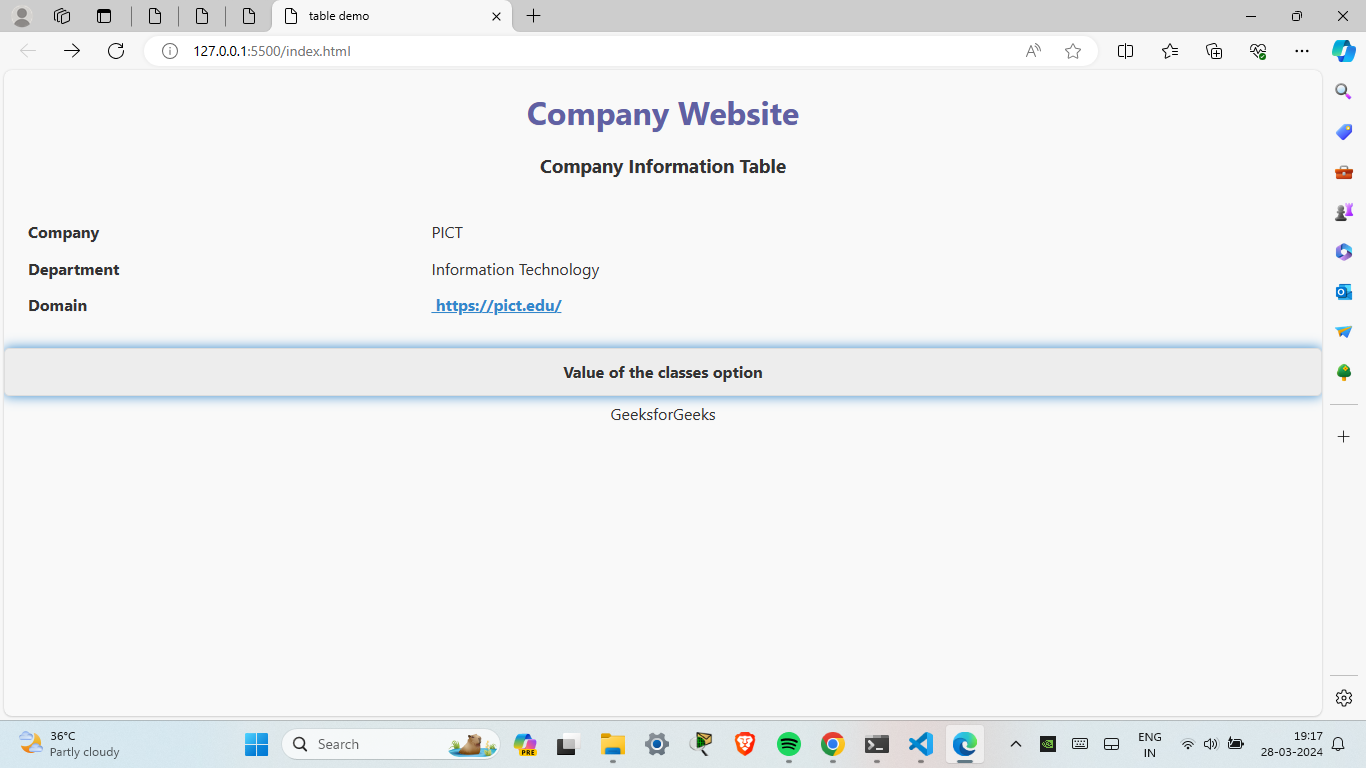 table demo
127.0.0.1:5500/index.html
Company Website
Company Information Table
Company PICT
Department Information Technology
Domain https://pict.edu/
Value of the classes option
GeeksforGeeks
36°C
Partly cloudy
Search
PRE
ENG
IN
19:17
28-03-2024